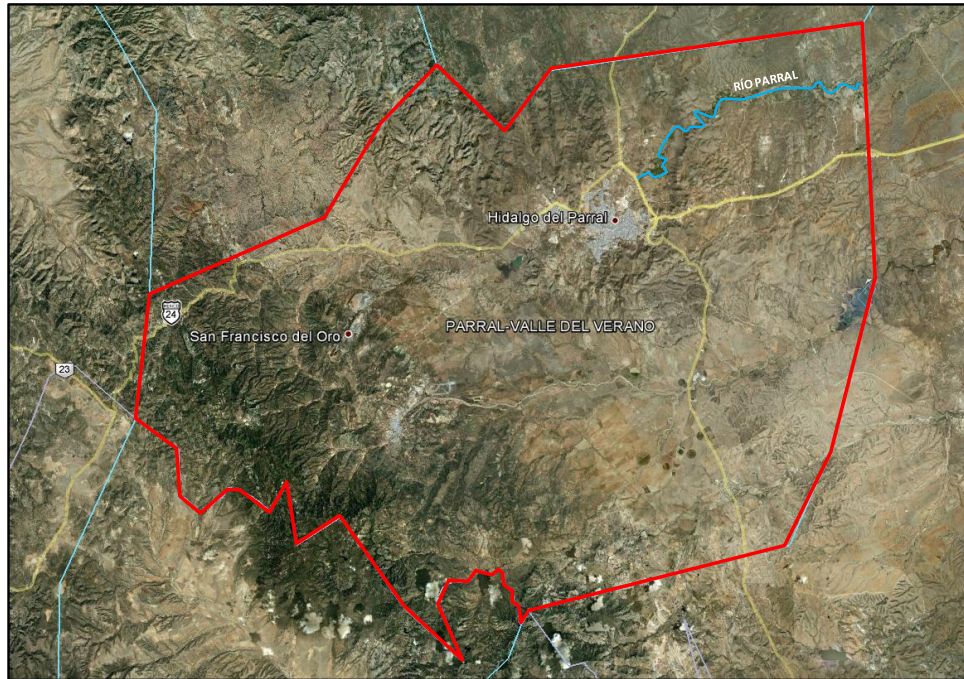 RÍO PARRAL
Hidalgo del Parral
24
San Francisco del Oro
PARRAL-VALLE DEL VERANO
23